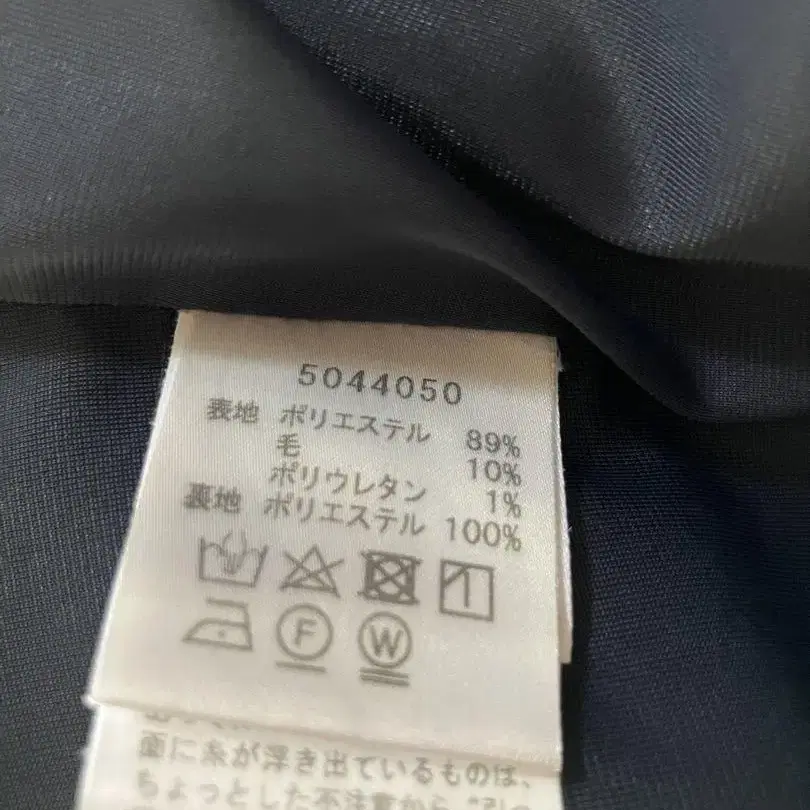 5044050
表地 ポリエステル 89%
毛 10%
ポリウレタン 1%
裏地 ポリエステル 100%
F W
面に糸が浮き出ているものは、
ちょっとした不注意から